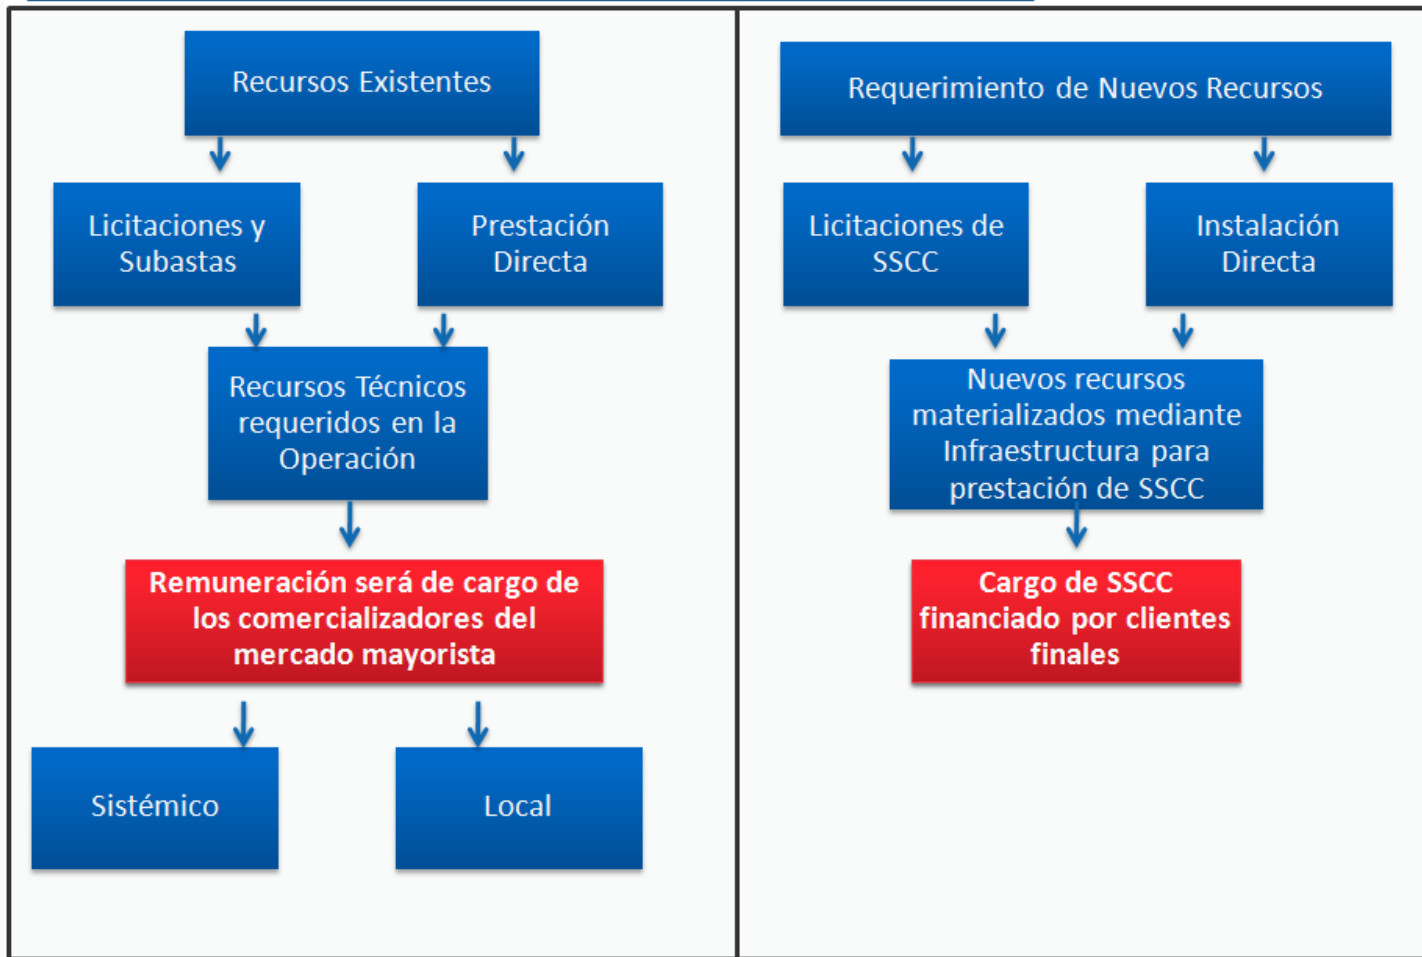 Recursos Existentes
Licitaciones y
Subastas
Prestación
Directa
Recursos Técnicos
requeridos en la
Operación
Remuneración será de cargo de
los comercializadores del
mercado mayorista
Sistémico
Local
Requerimiento de Nuevos Recursos
Licitaciones de
SSCC
Instalación
Directa
Nuevos recursos
materializados mediante
Infraestructura para
prestación de SSCC
Cargo de SSCC
financiado por clientes
finales